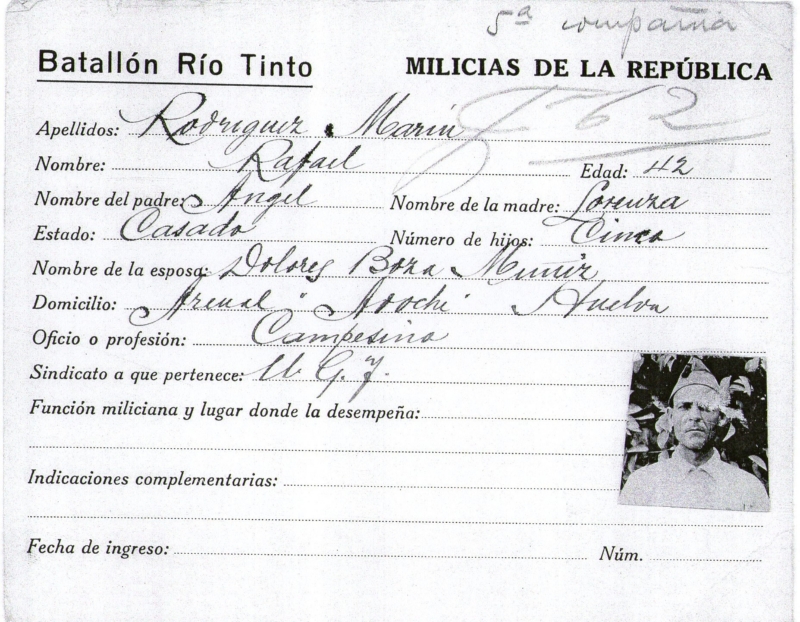 5ª compañia
Batallón Río Tinto MILICIAS DE LA REPÚBLICA
Apellidos: Rodriguez Marin
Nombre: Rafael Edad: 42
Nombre del padre: Angel Nombre de la madre: Lorenza
Estado: Casado Número de hijos: Cinco
Nombre de la esposa: Dolores Boza Muñiz
Domicilio: Arenal Aroche Huelva
Oficio o profesión: Campesino
Sindicato a que pertenece: U. G. T.
Función miliciana y lugar donde la desempeña:
Indicaciones complementarias:
Fecha de ingreso: Núm.